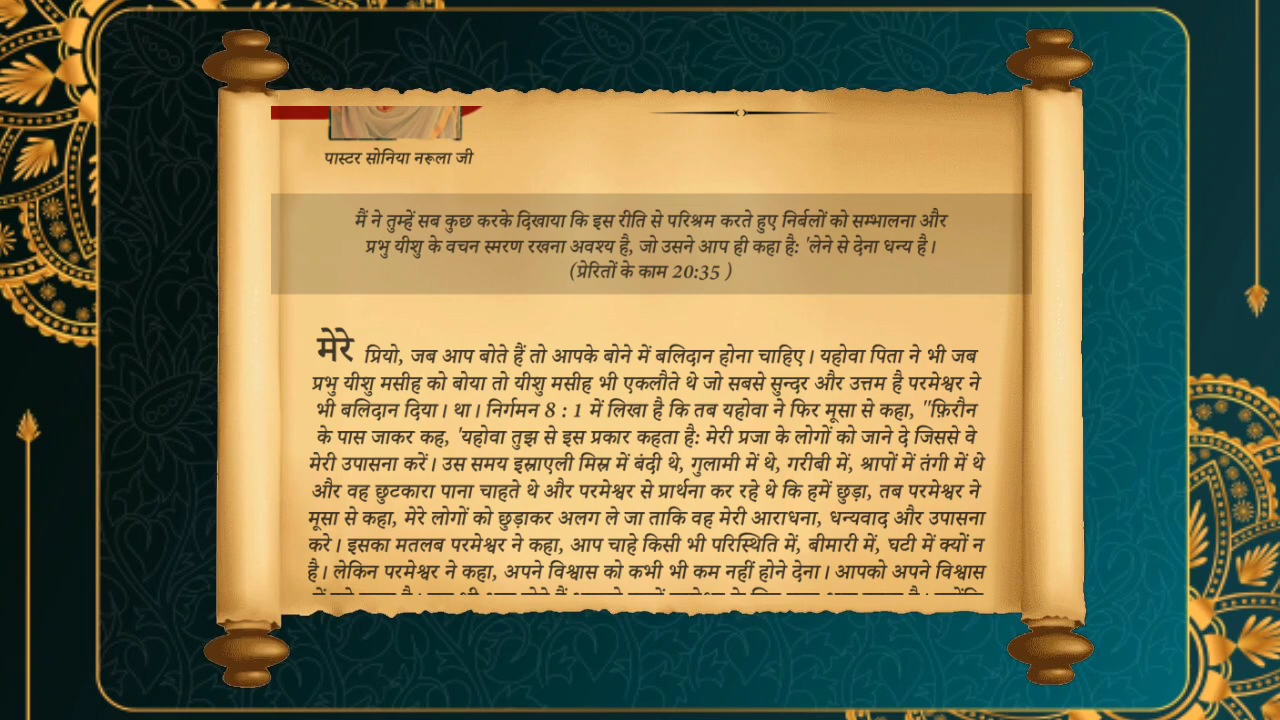 पास्टर सोनिया नरूला जी
मैं ने तुम्हें सब कुछ करके दिखाया कि इस रीति से परिश्रम करते हुए निर्बलों को सम्भालना और
प्रभु यीशु के वचन स्मरण रखना अवश्य है, जो उसने आप ही कहा है: 'लेने से देना धन्य है।
(प्रेरितों के काम 20:35 )
मेरे प्रियो, जब आप बोते हैं तो आपके बोने में बलिदान होना चाहिए। यहोवा पिता ने भी जब
प्रभु यीशु मसीह को बोया तो यीशु मसीह भी एकलौते थे जो सबसे सुन्दर और उत्तम है परमेश्वर ने
भी बलिदान दिया। था। निर्गमन 8 : 1 में लिखा है कि तब यहोवा ने फिर मूसा से कहा, "फ़िरौन
के पास जाकर कह, 'यहोवा तुझ से इस प्रकार कहता है: मेरी प्रजा के लोगों को जाने दे जिससे वे
मेरी उपासना करें। उस समय इस्राएली मिस्र में बंदी थे, गुलामी में थे, गरीबी में, श्रापों में तंगी में थे
और वह छुटकारा पाना चाहते थे और परमेश्वर से प्रार्थना कर रहे थे कि हमें छुड़ा, तब परमेश्वर ने
मूसा से कहा, मेरे लोगों को छुड़ाकर अलग ले जा ताकि वह मेरी आराधना, धन्यवाद और उपासना
करे। इसका मतलब परमेश्वर ने कहा, आप चाहे किसी भी परिस्थिति में, बीमारी में, घटी में क्यों न
है। लेकिन परमेश्वर ने कहा, अपने विश्वास को कभी भी कम नहीं होने देना। आपको अपने विश्वास